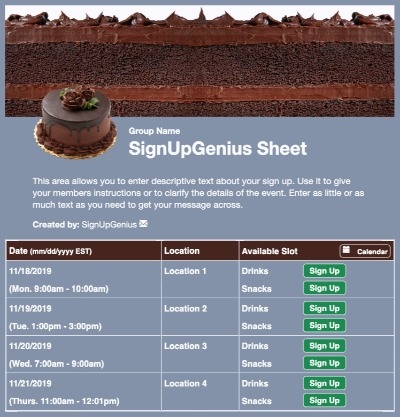 Group Name
SignUpGenius Sheet
This area allows you to enter descriptive text about your sign up. Use it to give
your members instructions or to clarify the details of the event. Enter as little or as
much text as you need to get your message across.
Created by: SignUpGenius
Date (mm/dd/yyyy EST) Location Available Slot Calendar
11/18/2019 Location 1 Drinks Sign Up
(Mon. 9:00am - 10:00am) Snacks Sign Up
11/19/2019 Location 2 Drinks Sign Up
(Tue. 1:00pm - 3:00pm) Snacks Sign Up
11/20/2019 Location 3 Drinks Sign Up
(Wed. 7:00am - 9:00am) Snacks Sign Up
11/21/2019 Location 4 Drinks Sign Up
(Thurs. 11:00am - 12:01pm) Snacks Sign Up